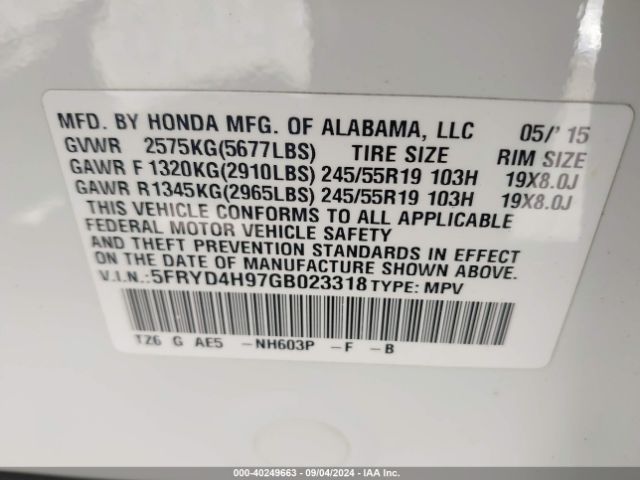 MFD. BY HONDA MFG. OF ALABAMA, LLC 05/' 15
GVWR 2575KG(5677LBS) TIRE SIZE RIM SIZE
GAWR F 1320KG(2910LBS) 245/55R19 103H 19X8.0J
GAWR R 1345KG(2965LBS) 245/55R19 103H 19X8.0J
THIS VEHICLE CONFORMS TO ALL APPLICABLE
FEDERAL MOTOR VEHICLE SAFETY
AND THEFT PREVENTION STANDARDS IN EFFECT
ON THE DATE OF MANUFACTURE SHOWN ABOVE.
V.I.N.:5FRYD4H97GB023318 TYPE: MPV
TZ6 G AE5 -NH603P -F -B
000-40249663 - 09/04/2024 - IAAI.COM